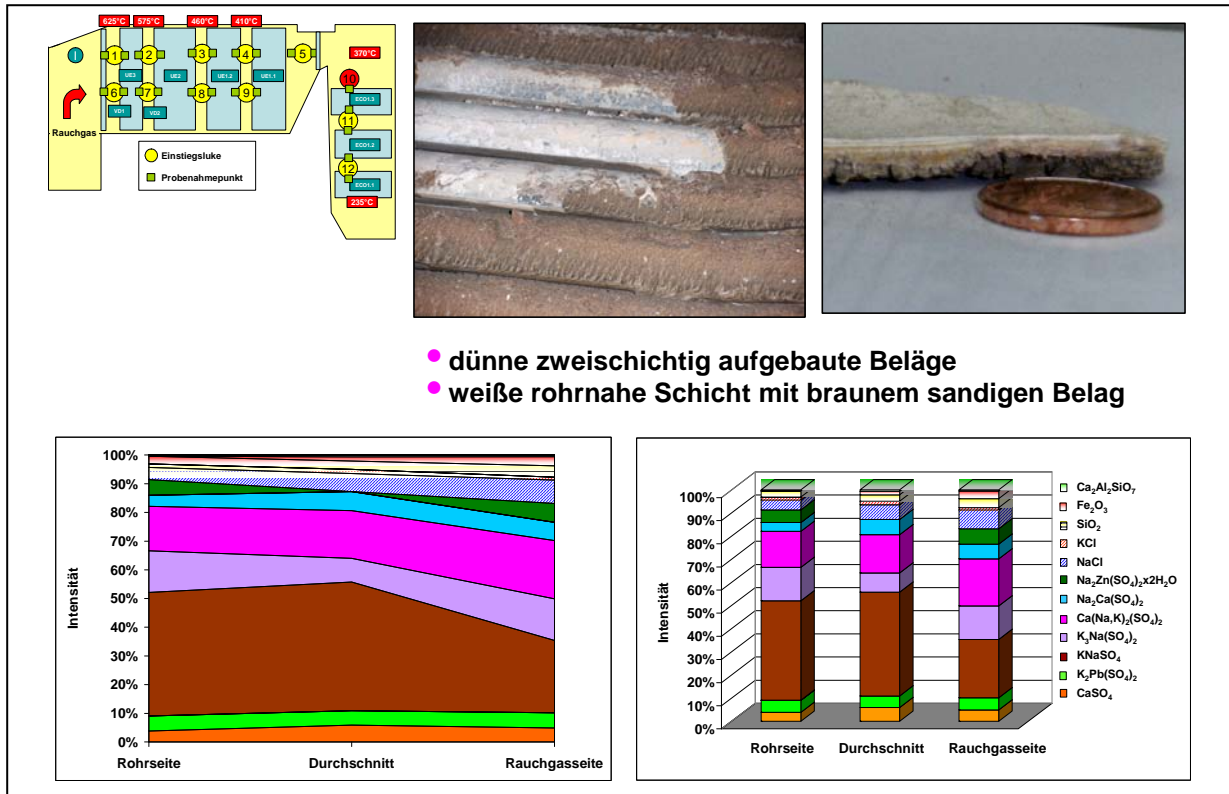 625°C 575°C 460°C 410°C
I 1 2 3 4 5 370°C
UE3 UE2 UE1.2 UE1.1
10
6 7 8 9 ECO1.3
VD1 VD2
11
Rauchgas
ECO1.2
Einstiegsluke
12
Probenahmepunkt
ECO1.1
235°C
• dünne zweischichtig aufgebaute Beläge
• weiße rohrnahe Schicht mit braunem sandigen Belag
Intensität
100%
90%
80%
70%
60%
50%
40%
30%
20%
10%
0%
Rohrseite Durchschnitt Rauchgasseite
Intensität
100%
90%
80%
70%
60%
50%
40%
30%
20%
10%
0%
Rohrseite Durchschnitt Rauchgasseite
Ca₂Al₂SiO₇
Fe₂O₃
SiO₂
KCl
NaCl
Na₂Zn(SO₄)₂x2H₂O
Na₂Ca(SO₄)₂
Ca(Na,K)₂(SO₄)₂
K₃Na(SO₄)₂
KNaSO₄
K₂Pb(SO₄)₂
CaSO₄